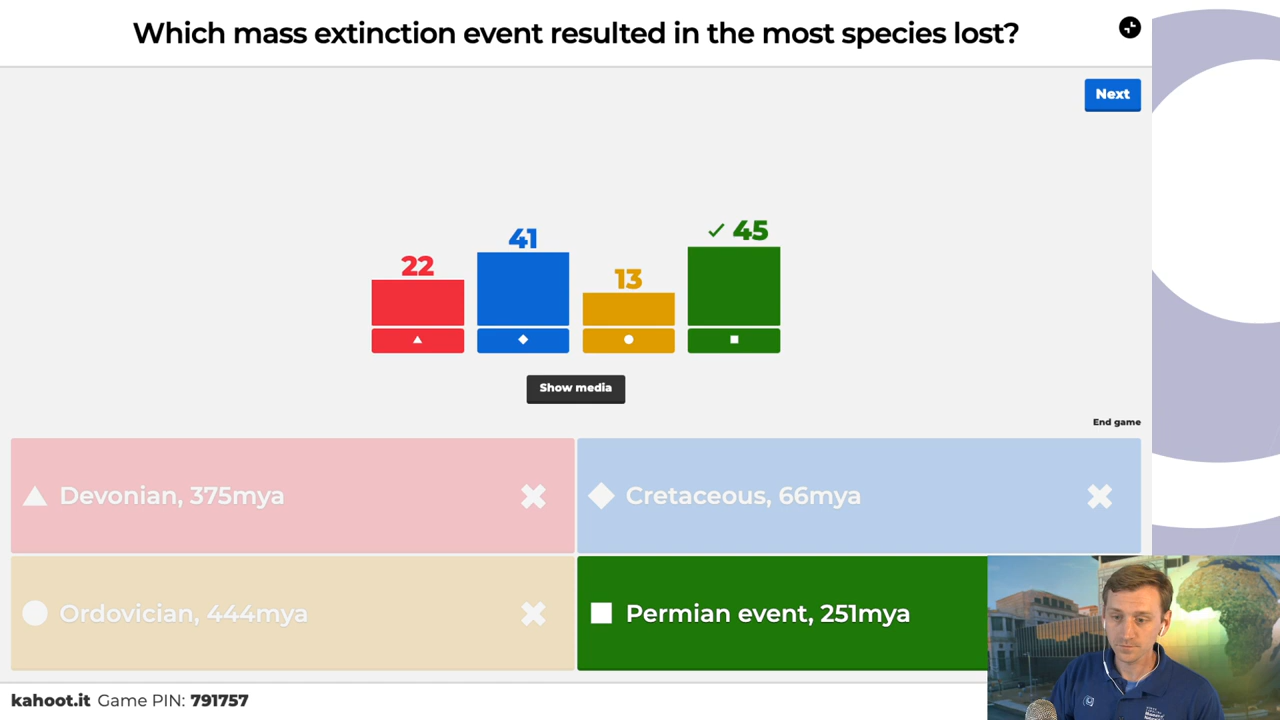 Which mass extinction event resulted in the most species lost?
Next
22
41
13
45
Show media
End game
Devonian, 375mya
Cretaceous, 66mya
Ordovician, 444mya
Permian event, 251mya
kahoot.it Game PIN: 791757